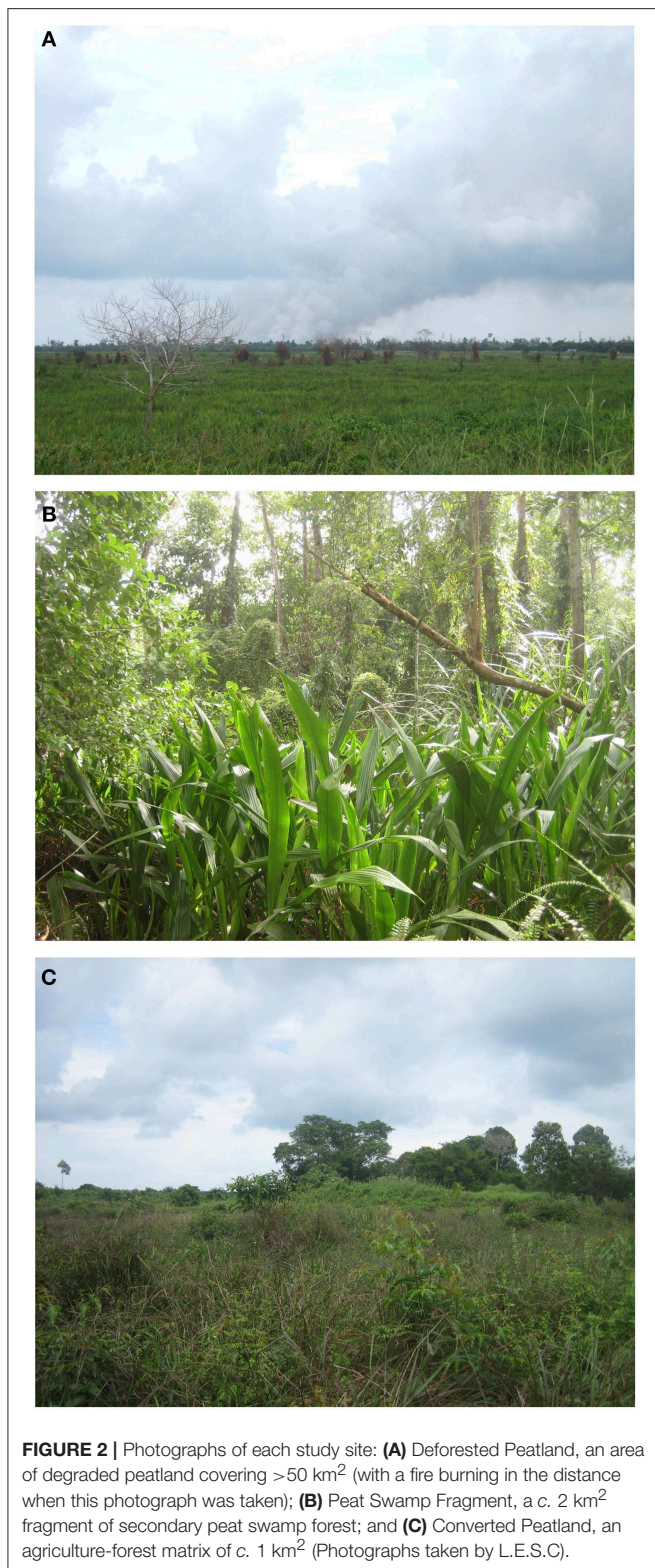 A
B
C
FIGURE 2 | Photographs of each study site: (A) Deforested Peatland, an area
of degraded peatland covering >50 km² (with a fire burning in the distance
when this photograph was taken); (B) Peat Swamp Fragment, a c. 2 km²
fragment of secondary peat swamp forest; and (C) Converted Peatland, an
agriculture-forest matrix of c. 1 km² (Photographs taken by L.E.S.C).